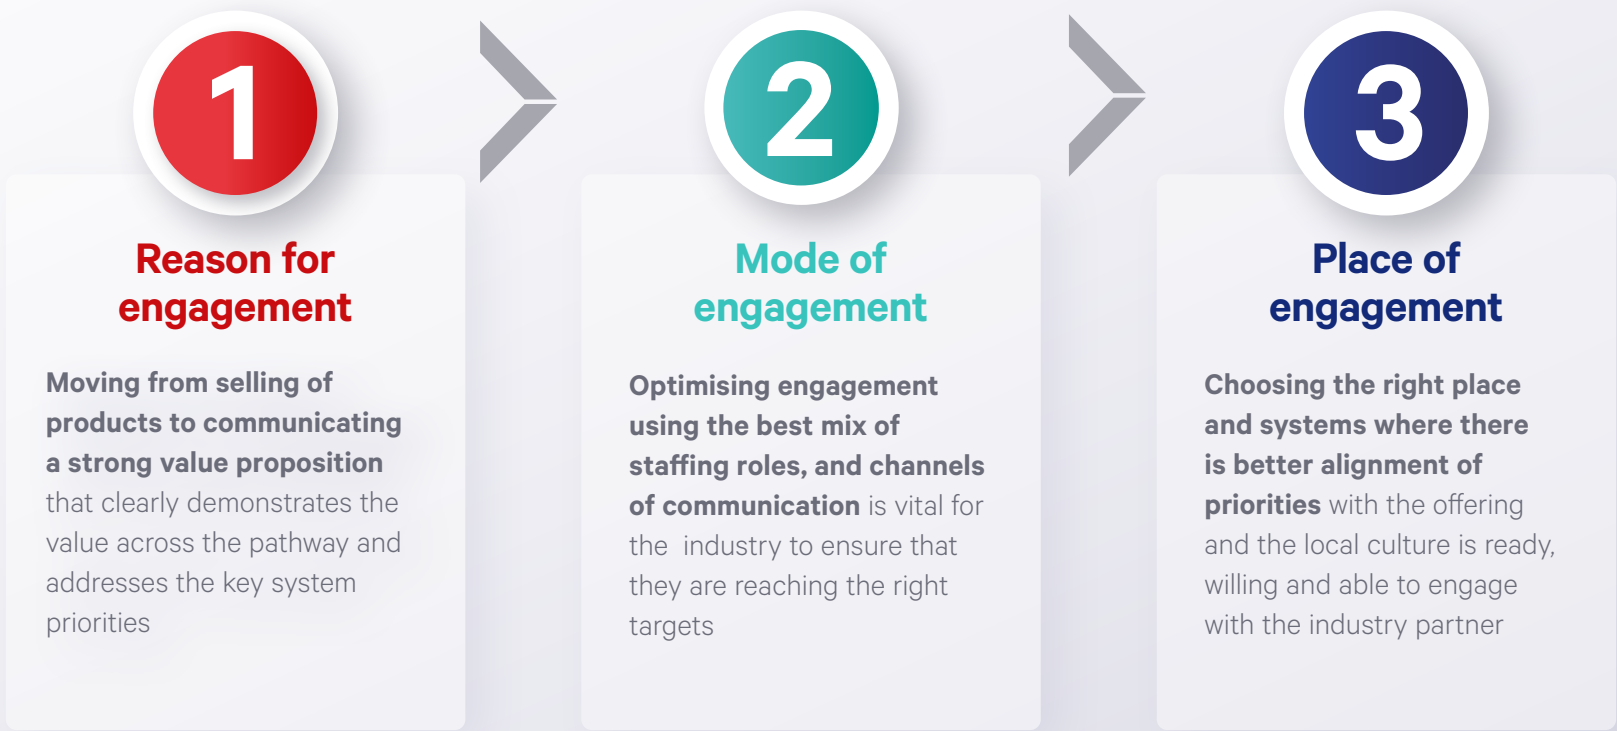 1
Reason for
engagement
Moving from selling of
products to communicating
a strong value proposition
that clearly demonstrates the
value across the pathway and
addresses the key system
priorities
2
Mode of
engagement
Optimising engagement
using the best mix of
staffing roles, and channels
of communication is vital for
the  industry to ensure that
they are reaching the right
targets
3
Place of
engagement
Choosing the right place
and systems where there
is better alignment of
priorities with the offering
and the local culture is ready,
willing and able to engage
with the industry partner